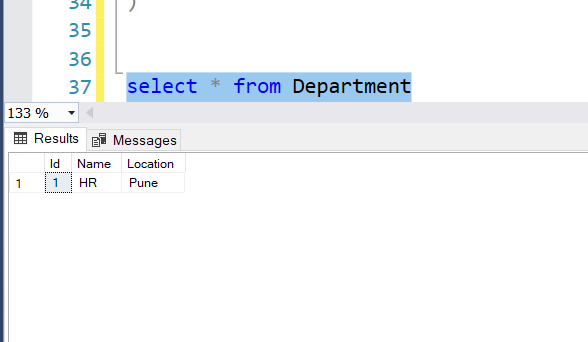 34 )
35
36
37 select * from Department
133 %
Results Messages
Id Name Location
1 1 HR Pune